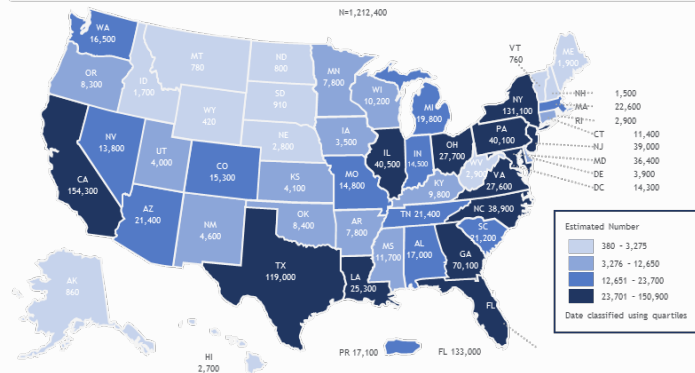 N=1,212,400
WA
16,500
OR
8,300
CA
154,300
NV
13,800
ID
1,700
MT
780
WY
420
UT
4,000
AZ
21,400
CO
15,300
NM
4,600
ND
800
SD
910
NE
2,800
KS
4,100
OK
8,400
TX
119,000
MN
7,800
IA
3,500
MO
14,800
AR
7,800
LA
25,300
WI
10,200
IL
40,500
MI
19,800
IN
14,500
OH
27,700
KY
9,800
TN 21,400
MS
11,700
AL
17,000
GA
70,100
FL
SC
21,200
NC 38,900
VA
27,600
WV
2,900
PA
40,100
NY
131,100
VT
760
ME
1,900
NH 1,500
MA 22,600
RI 2,900
CT 11,400
NJ 39,000
MD 36,400
DE 3,900
DC 14,300
AK
860
HI
2,700
PR 17,100
FL 133,000
Estimated Number
380 - 3,275
3,276 - 12,650
12,651 - 23,700
23,701 - 150,900
Date classified using quartiles